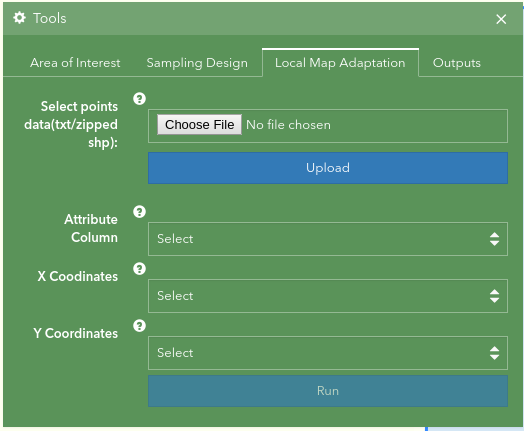 Tools
Area of Interest Sampling Design Local Map Adaptation Outputs
Select points
data(txt/zipped
shp):
?
Choose File No file chosen
Upload
Attribute
Column
?
Select
X Coodinates
?
Select
Y Coordinates
?
Select
Run